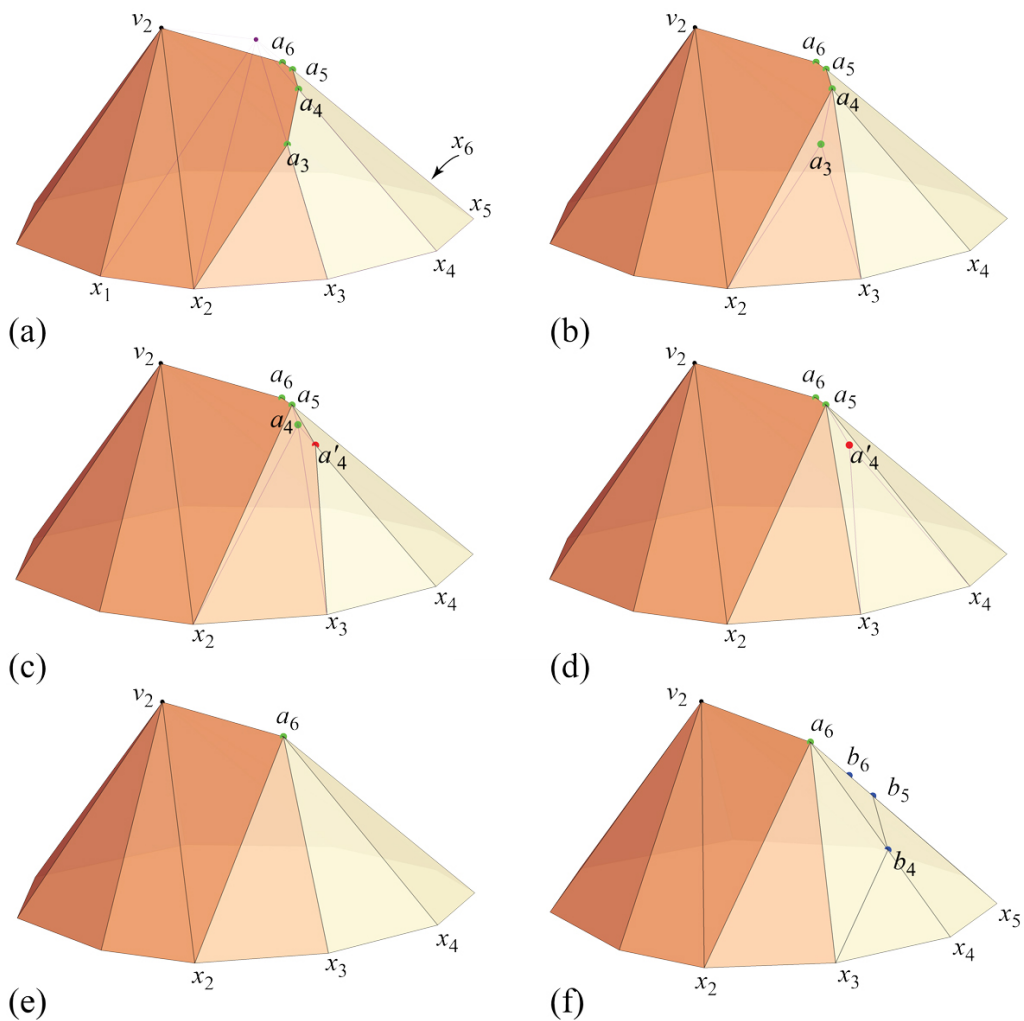 v2 a6 a5 a4 a3 x6 x5 x4 x3 x2 x1
(a)
v2 a6 a5 a4 a3 x4 x3 x2
(b)
v2 a6 a5 a4 a'4 x4 x3 x2
(c)
v2 a6 a5 a'4 x4 x3 x2
(d)
v2 a6 x4 x3 x2
(e)
v2 a6 b6 b5 b4 x5 x4 x3 x2
(f)